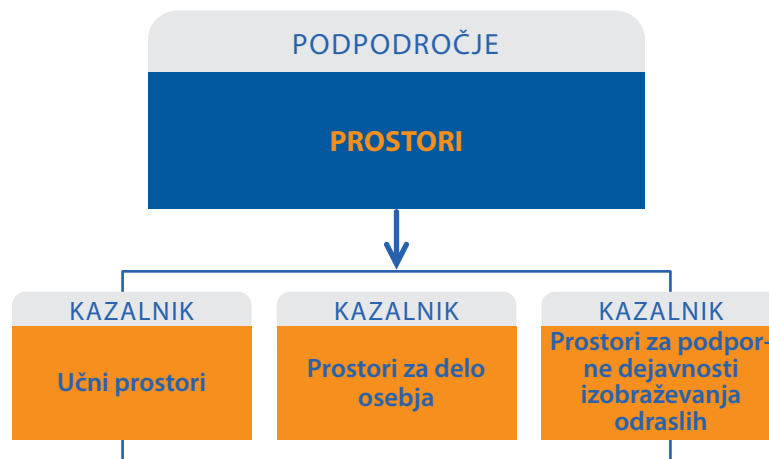 PODPODROČJE
PROSTORI
KAZALNIK
Učni prostori
KAZALNIK
Prostori za delo
osebja
KAZALNIK
Prostori za podpor-
ne dejavnosti
izobraževanja
odraslih